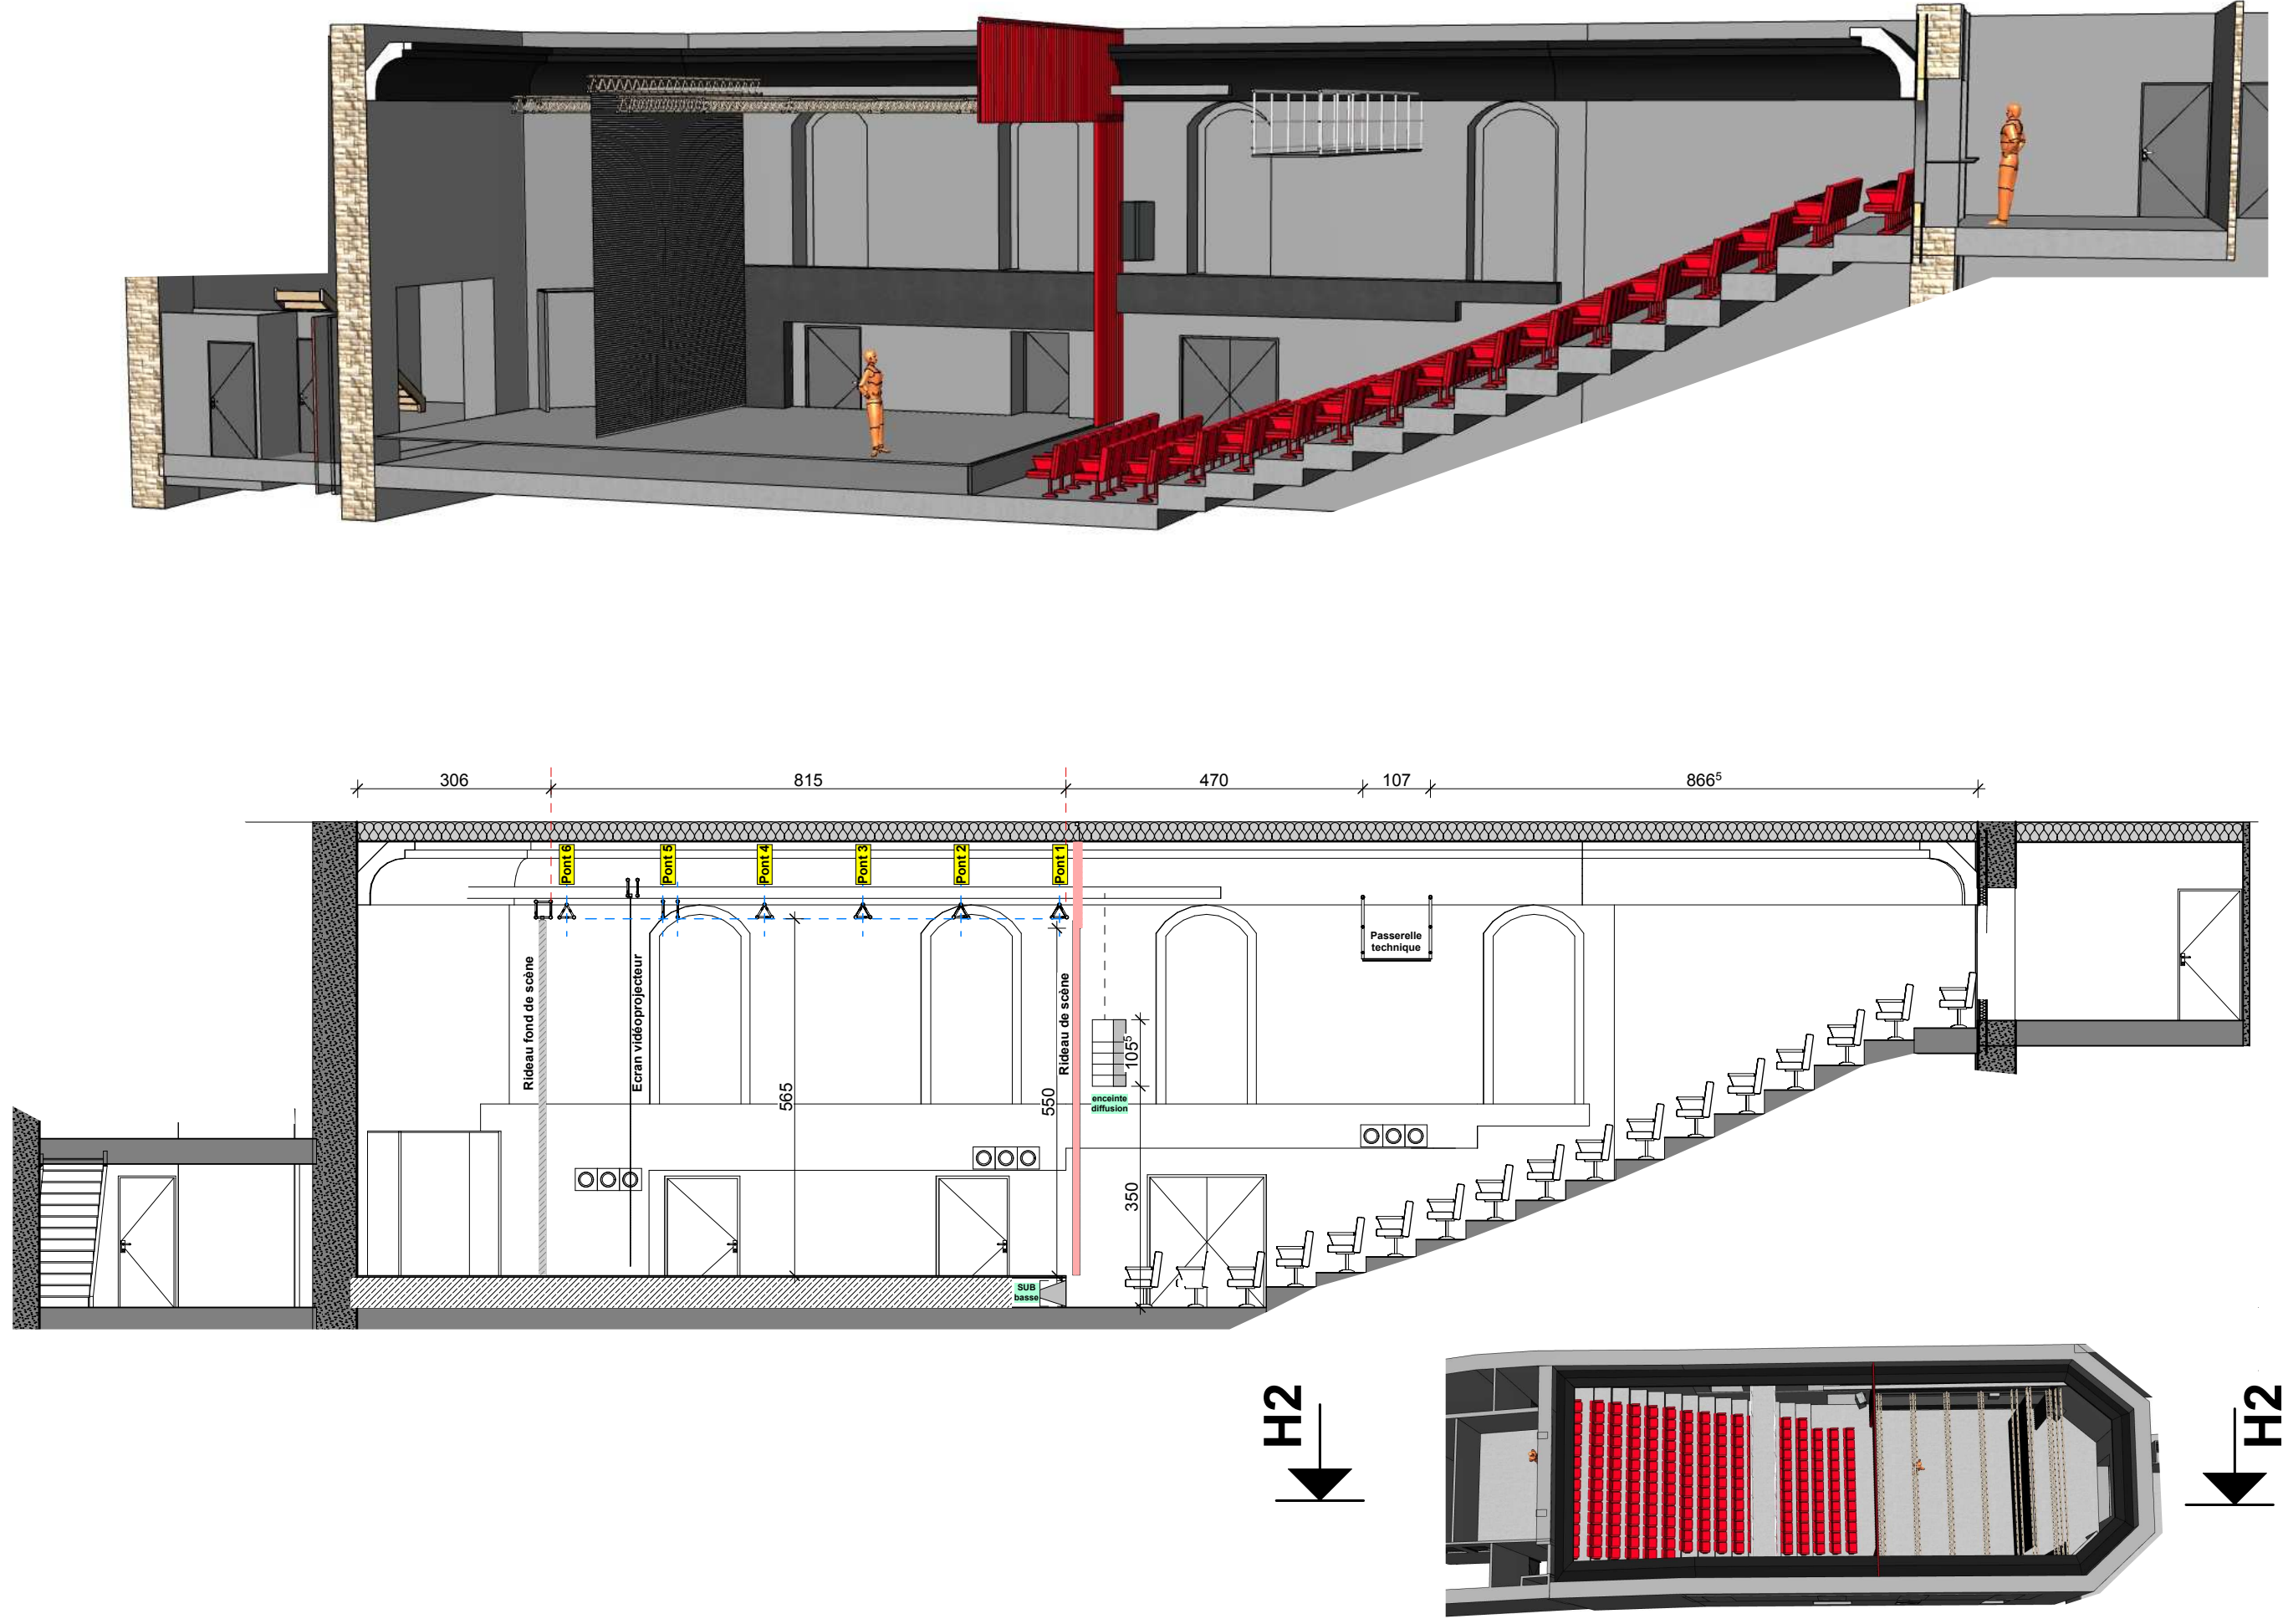 306
815
470
107
866⁵
Pont 6
Pont 5
Pont 4
Pont 3
Pont 2
Pont 1
Rideau fond de scène
Ecran vidéoprojecteur
565
550
Rideau de scène
105⁵
enceinte
diffusion
350
Passerelle
technique
SUB
basse
H2
H2